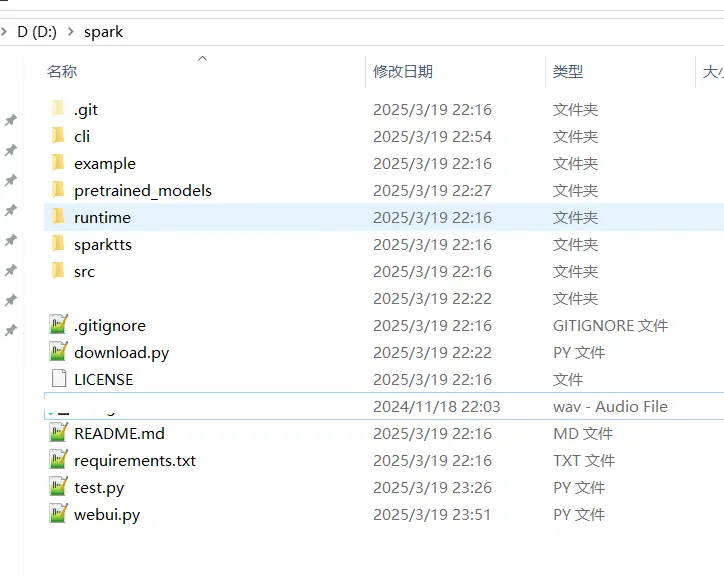 D (D:) > spark
名称 修改日期 类型 大小
.git 2025/3/19 22:16 文件夹
cli 2025/3/19 22:54 文件夹
example 2025/3/19 22:16 文件夹
pretrained_models 2025/3/19 22:27 文件夹
runtime 2025/3/19 22:16 文件夹
sparktts 2025/3/19 22:16 文件夹
src 2025/3/19 22:16 文件夹
2025/3/19 22:22 文件夹
.gitignore 2025/3/19 22:16 GITIGNORE 文件
download.py 2025/3/19 22:22 PY 文件
LICENSE 2025/3/19 22:16 文件
2024/11/18 22:03 wav - Audio File
README.md 2025/3/19 22:16 MD 文件
requirements.txt 2025/3/19 22:16 TXT 文件
test.py 2025/3/19 23:26 PY 文件
webui.py 2025/3/19 23:51 PY 文件